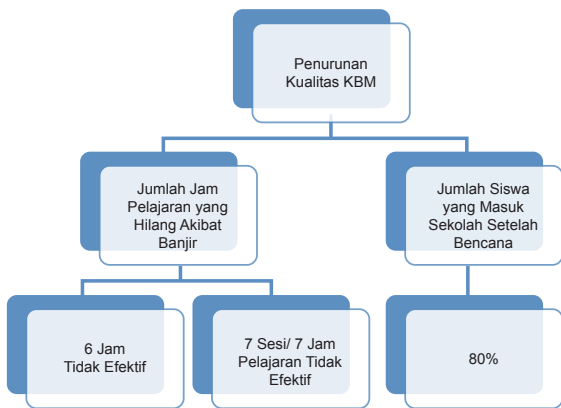 Penurunan
Kualitas KBM
Jumlah Jam
Pelajaran yang
Hilang Akibat
Banjir
Jumlah Siswa
yang Masuk
Sekolah Setelah
Bencana
6 Jam
Tidak Efektif
7 Sesi/ 7 Jam
Pelajaran Tidak
Efektif
80%